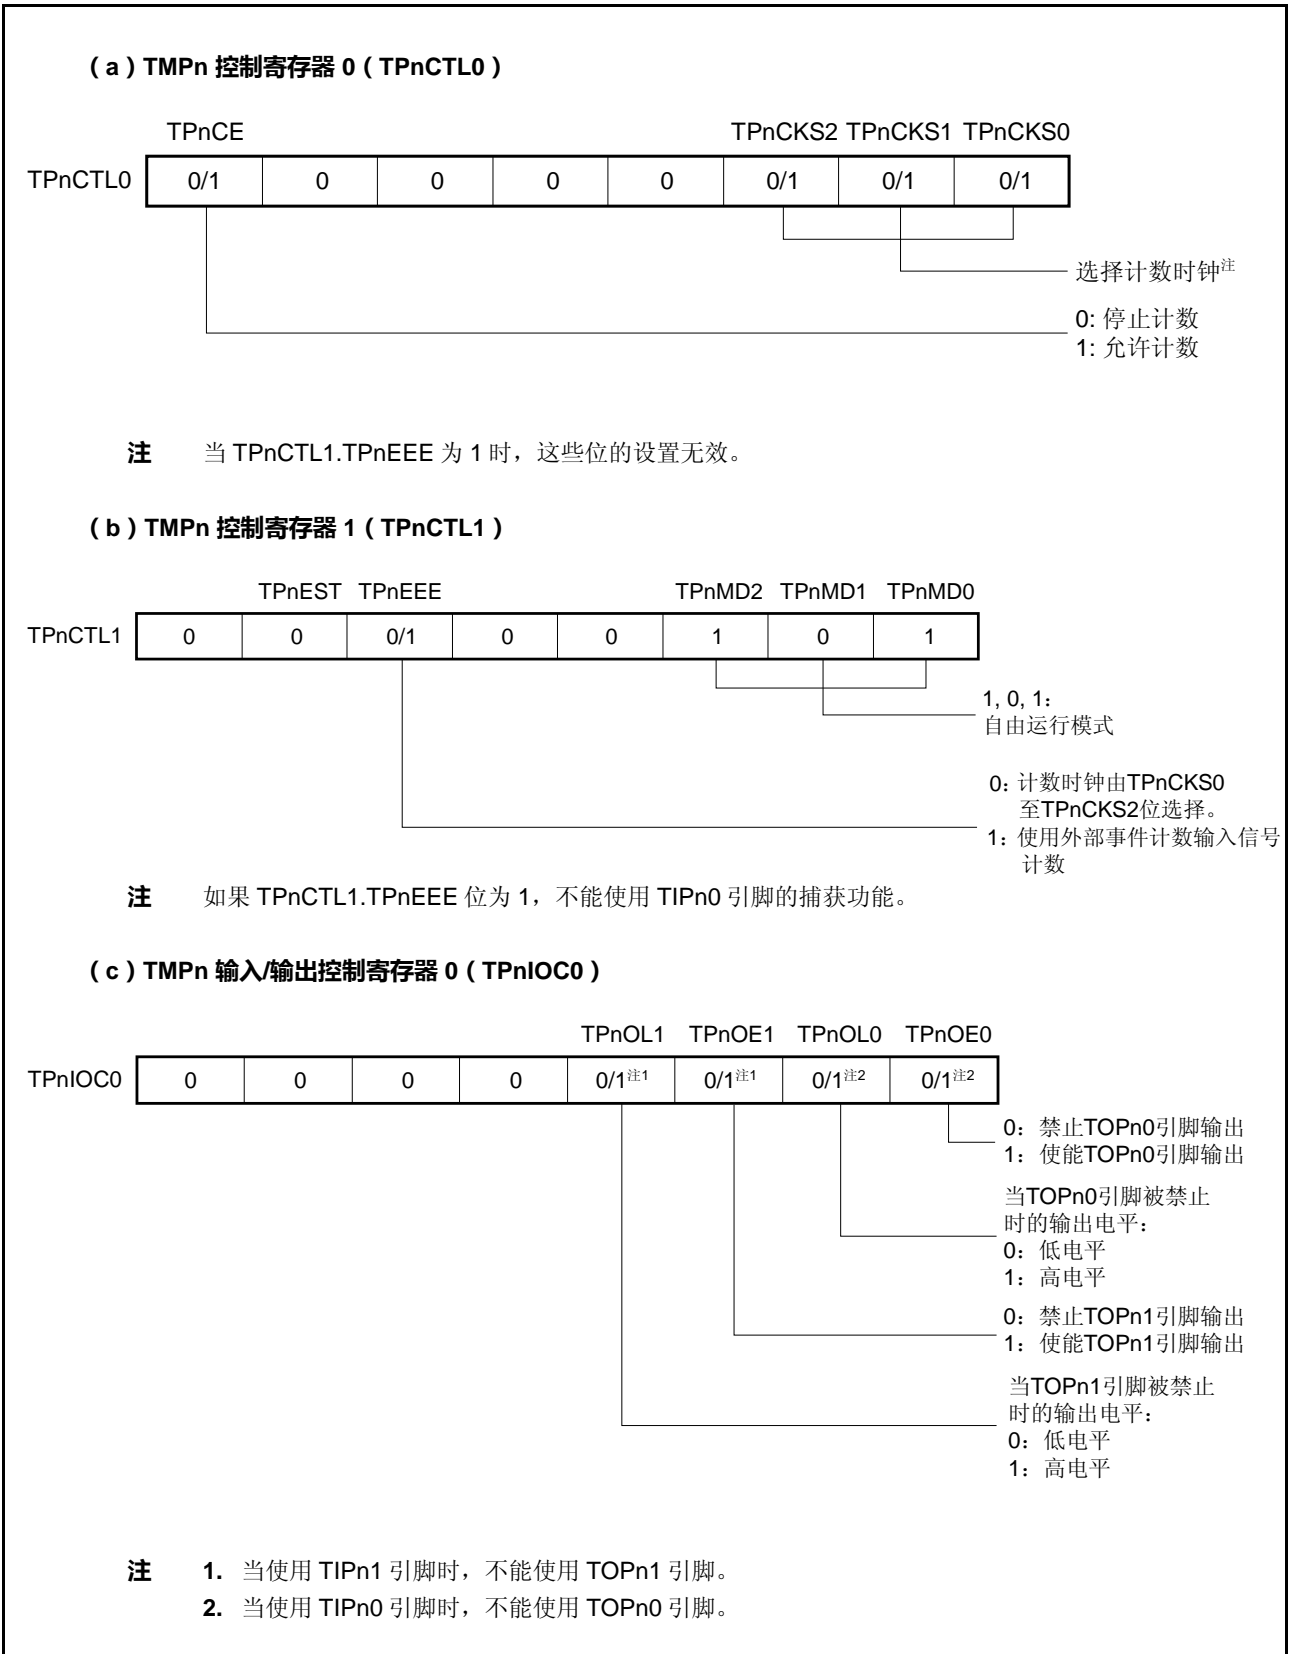 （a）TMPn 控制寄存器 0（TPnCTL0）
TPnCE TPnCKS2 TPnCKS1 TPnCKS0
TPnCTL0 0/1 0 0 0 0 0/1 0/1 0/1
选择计数时钟注
0: 停止计数
1: 允许计数
注 当 TPnCTL1.TPnEEE 为 1 时，这些位的设置无效。
（b）TMPn 控制寄存器 1（TPnCTL1）
TPnEST TPnEEE TPnMD2 TPnMD1 TPnMD0
TPnCTL1 0 0 0/1 0 0 1 0 1
1, 0, 1：
自由运行模式
0: 计数时钟由TPnCKS0
至TPnCKS2位选择。
1: 使用外部事件计数输入信号
计数
注 如果 TPnCTL1.TPnEEE 位为 1，不能使用 TIPn0 引脚的捕获功能。
（c）TMPn 输入/输出控制寄存器 0（TPnIOC0）
TPnOL1 TPnOE1 TPnOL0 TPnOE0
TPnIOC0 0 0 0 0 0/1注1 0/1注1 0/1注2 0/1注2
0：禁止TOPn0引脚输出
1：使能TOPn0引脚输出
当TOPn0引脚被禁止
时的输出电平：
0：低电平
1：高电平
0：禁止TOPn1引脚输出
1：使能TOPn1引脚输出
当TOPn1引脚被禁止
时的输出电平：
0：低电平
1：高电平
注 1. 当使用 TIPn1 引脚时，不能使用 TOPn1 引脚。
2. 当使用 TIPn0 引脚时，不能使用 TOPn0 引脚。